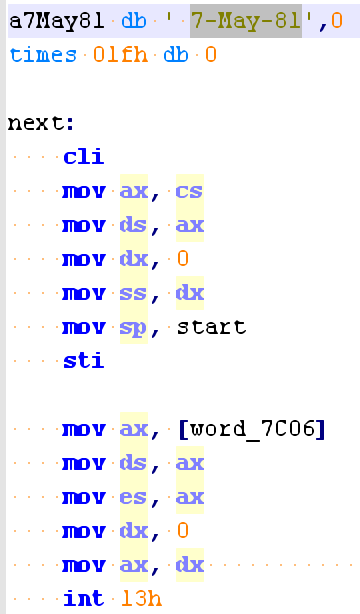 a7May81 db ' 7-May-81',0
times 01fh db 0
next:
cli
mov ax, cs
mov ds, ax
mov dx, 0
mov ss, dx
mov sp, start
sti
mov ax, [word_7C06]
mov ds, ax
mov es, ax
mov dx, 0
mov ax, dx
int 13h